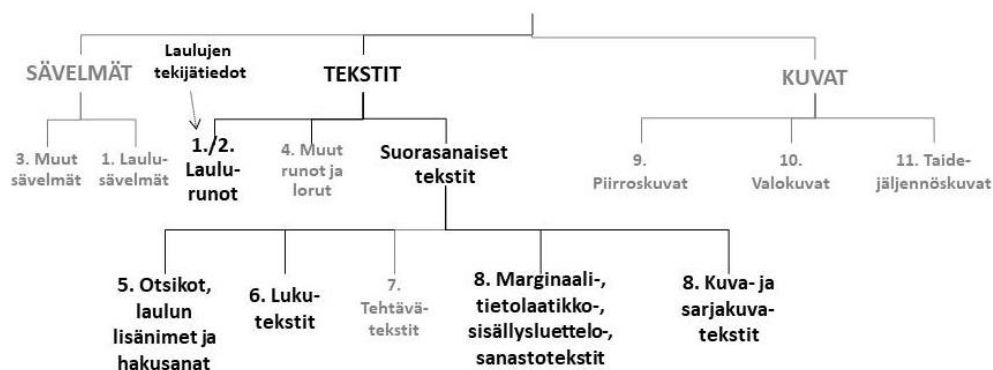 Laulujen
tekijätiedot
SÄVELMÄT
TEKSTIT
KUVAT
3. Muut
sävelmät
1. Laulu-
sävelmät
1./2.
Laulu-
runot
4. Muut
runot ja
lorut
Suorasanaiset
tekstit
9.
Piirroskuvat
10.
Valokuvat
11. Taide-
jäljennöskuvat
5. Otsikot,
laulun
lisänimet ja
hakusanat
6. Luku-
tekstit
7.
Tehtävä-
tekstit
8. Marginaali-,
tietolaatikko-,
sisällysluettelo-,
sanastotekstit
8. Kuva- ja
sarjakuva-
tekstit